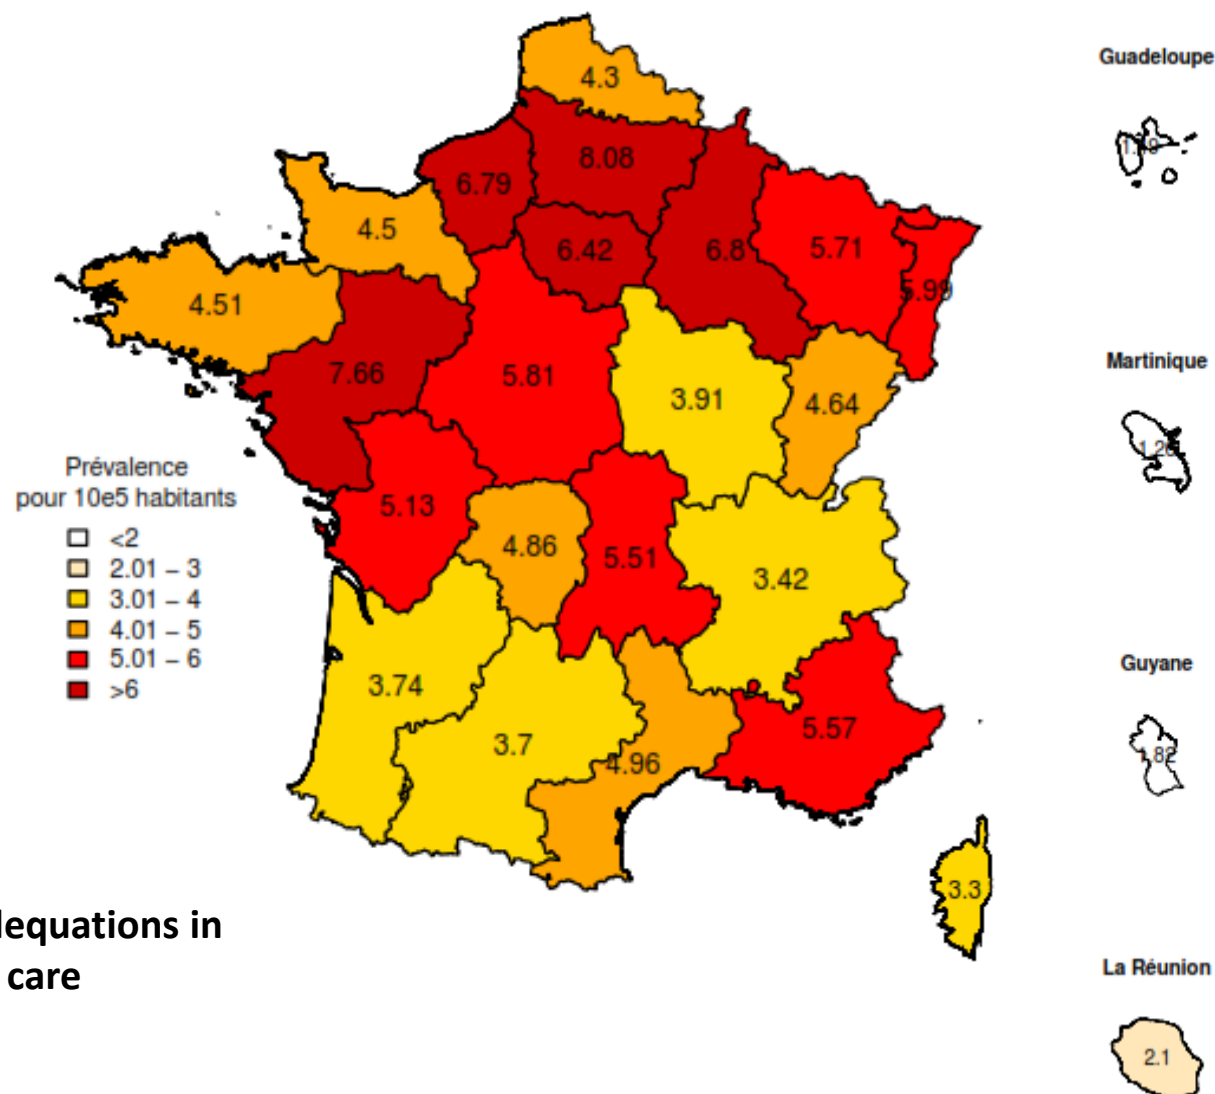 Guadeloupe
4.3
8.08
6.79
4.5
6.42
6.8
5.71
5.99
4.51
7.66
5.81
3.91
4.64
Martinique
Prévalence
pour 10e5 habitants
<2
2.01 – 3
3.01 – 4
4.01 – 5
5.01 – 6
>6
5.13
4.86
5.51
3.42
Guyane
3.74
3.7
4.96
5.57
3.3
lequations in
care
La Réunion
2.1